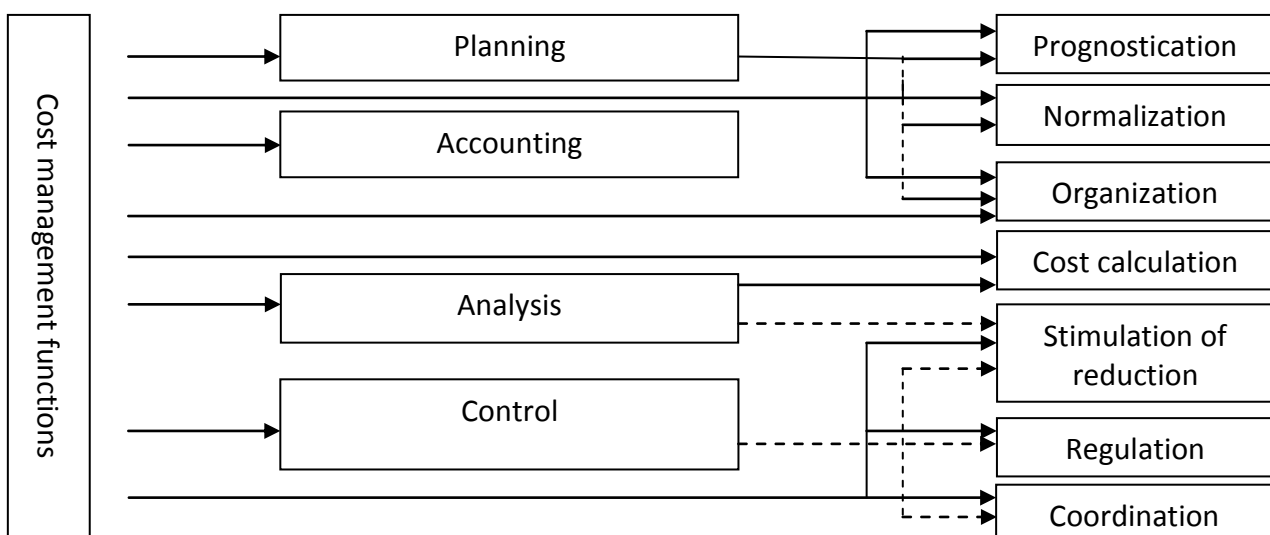 Cost management functions
Planning
Accounting
Analysis
Control
Prognostication
Normalization
Organization
Cost calculation
Stimulation of
reduction
Regulation
Coordination